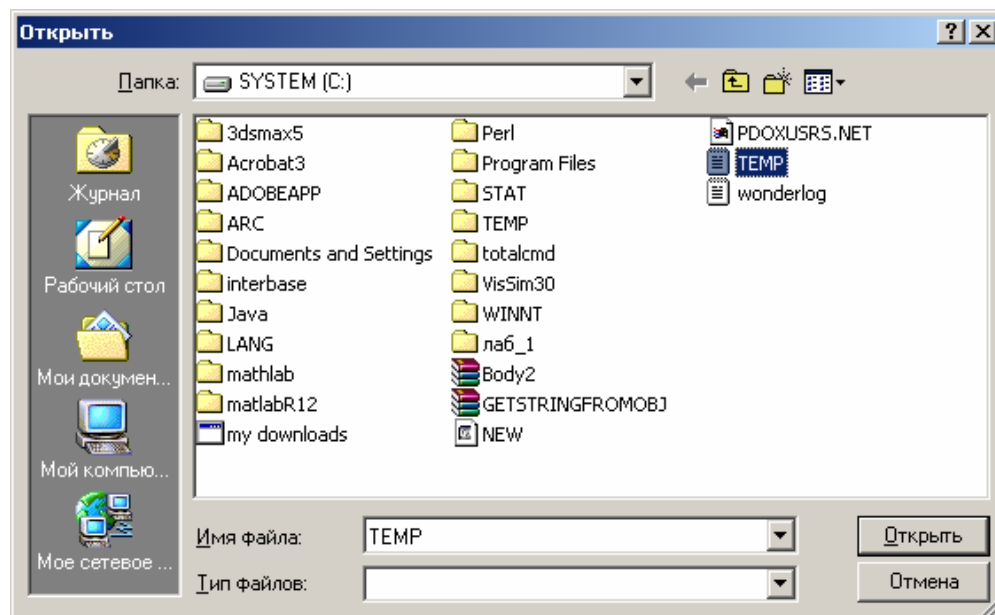 Открыть
Папка: SYSTEM (C:)
Журнал
Рабочий стол
Мои докумен...
Мой компью...
Мое сетевое ...
3dsmax5
Acrobat3
ADOBEAPP
ARC
Documents and Settings
interbase
Java
LANG
mathlab
matlabR12
my downloads
Perl
Program Files
STAT
TEMP
totalcmd
VisSim30
WINNT
лаб_1
Body2
GETSTRINGFROMOBJ
NEW
PDOXUSRS.NET
TEMP
wonderlog
Имя файла: TEMP
Открыть
Тип файлов:
Отмена